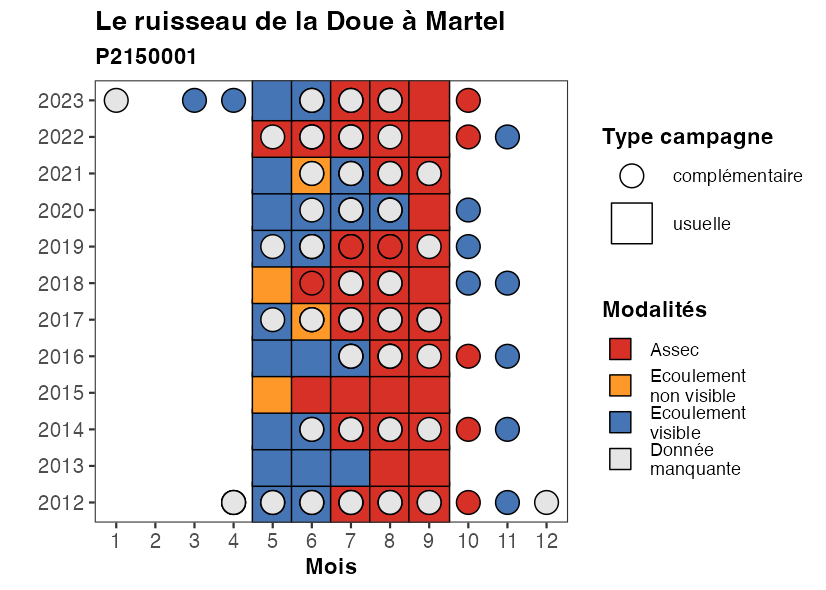 Le ruisseau de la Doue à Martel
P2150001
2023
2022
2021
2020
2019
2018
2017
2016
2015
2014
2013
2012
1 2 3 4 5 6 7 8 9 10 11 12
Mois
Type campagne
complémentaire
usuelle
Modalités
Assec
Ecoulement
non visible
Ecoulement
visible
Donnée
manquante